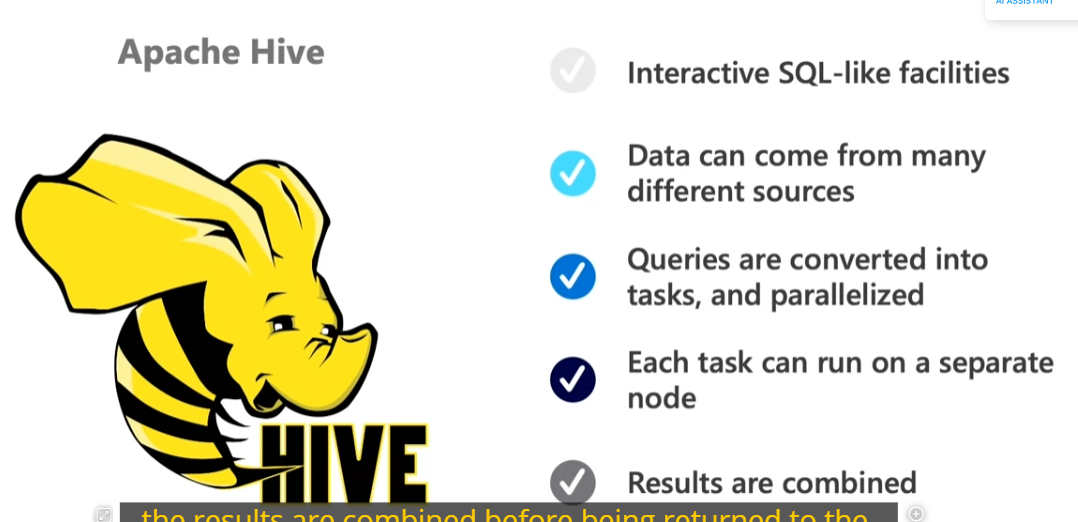 AI ASSISTANT
Apache Hive
Interactive SQL-like facilities
Data can come from many
different sources
Queries are converted into
tasks, and parallelized
Each task can run on a separate
node
Results are combined
HIVE
the results are combined before being returned to the